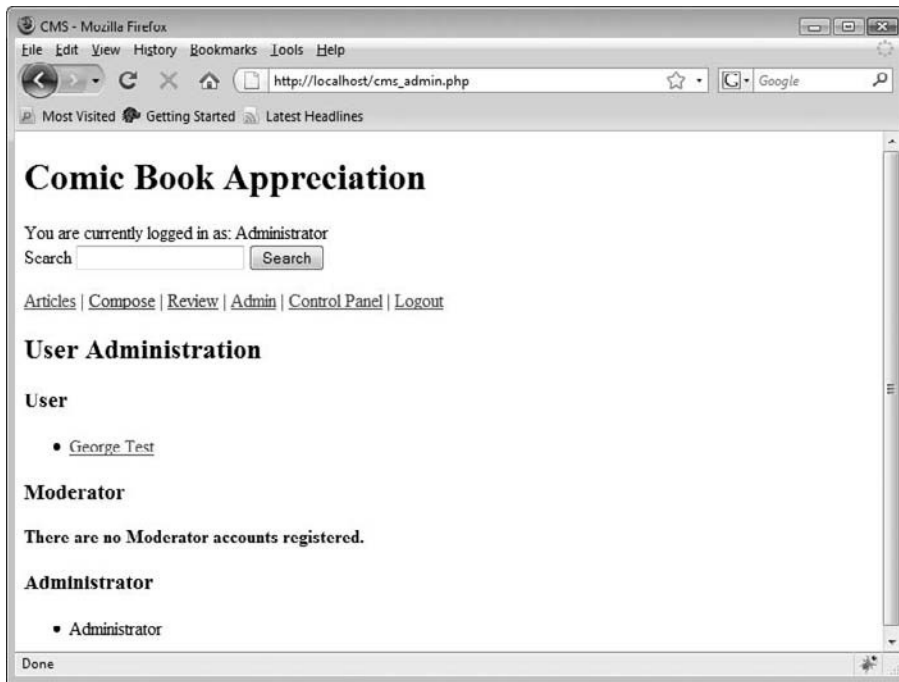 CMS - Mozilla Firefox
File Edit View History Bookmarks Tools Help
http://localhost/cms_admin.php
G Google
Most Visited Getting Started Latest Headlines
Comic Book Appreciation
You are currently logged in as: Administrator
Search Search
Articles | Compose | Review | Admin | Control Panel | Logout
User Administration
User
• George Test
Moderator
There are no Moderator accounts registered.
Administrator
• Administrator
Done